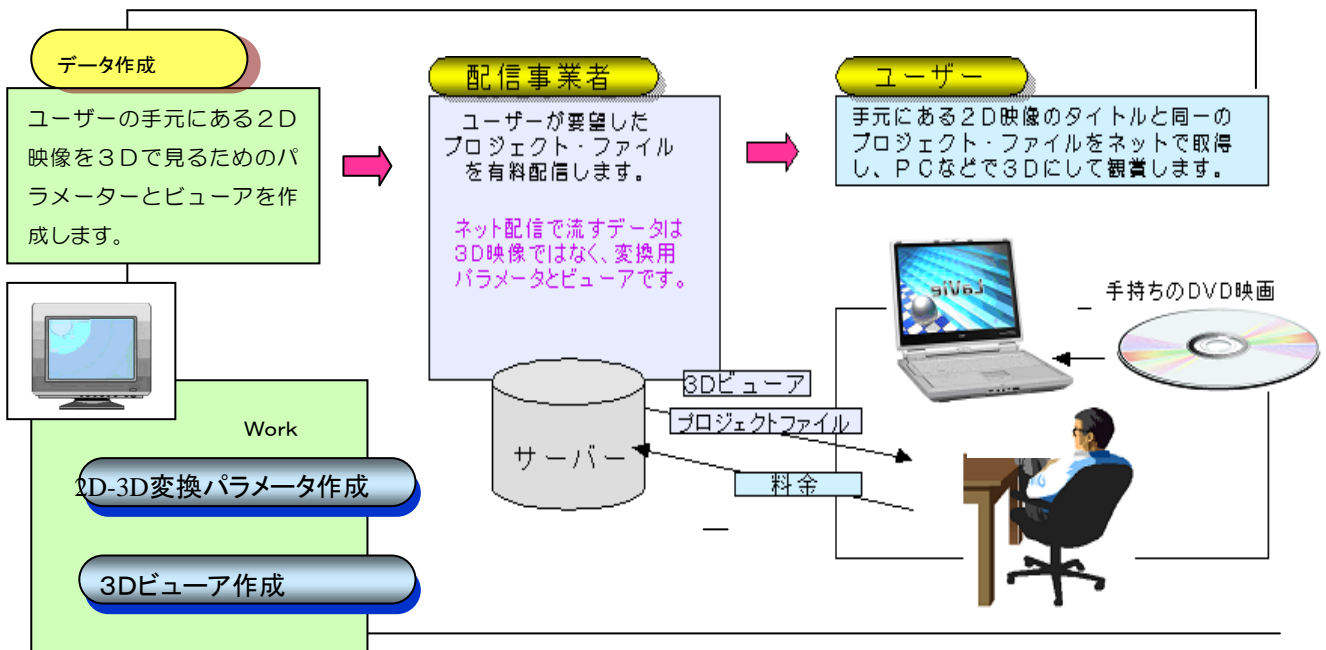 データ作成
ユーザーの手元にある２D
映像を３Dで見るためのパ
ラメーターとビューアを作
成します。
配信事業者
ユーザーが要望した
プロジェクト・ファイル
を有料配信します。
ネット配信で流すデータは
3D映像ではなく、変換用
パラメータとビューアです。
ユーザー
手元にある２D映像のタイトルと同一の
プロジェクト・ファイルをネットで取得
し、ＰＣなどで３Dにして観賞します。
LaVie
手持ちのDVD映画
Work
2D-3D変換パラメータ作成
３Dビューア作成
サーバー
3Dビューア
プロジェクトファイル
料金